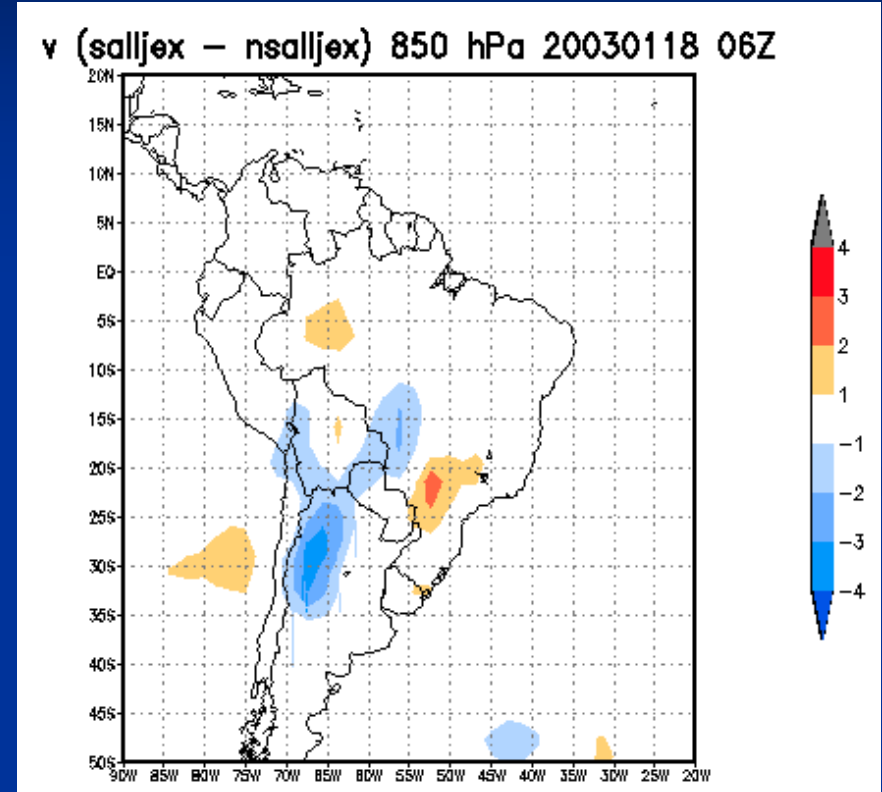 v (salljex – nsalljex) 850 hPa 20030118 06Z
20N
15N
10N
5N
EQ
5S
10S
15S
20S
25S
30S
35S
40S
45S
50S
90W 85W 80W 75W 70W 65W 60W 55W 50W 45W 40W 35W 30W 25W 20W
4
3
2
1
−1
−2
−3
−4